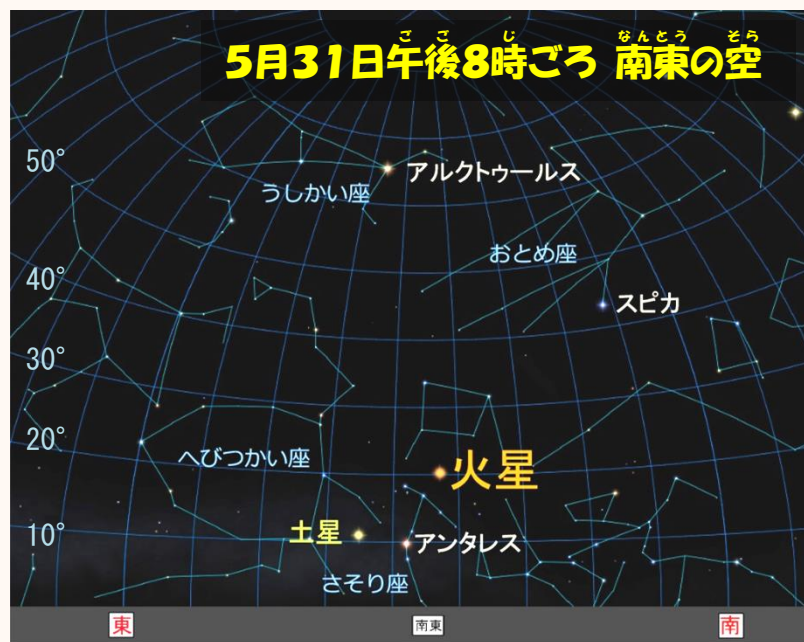 5月31日午後8時ごろ 南東の空
ごご じ なんとう そら
50°
アルクトゥールス
うしかい座
おとめ座
40°
スピカ
30°
20°
へびつかい座
火星
10°
土星
アンタレス
さそり座
東
南東
南